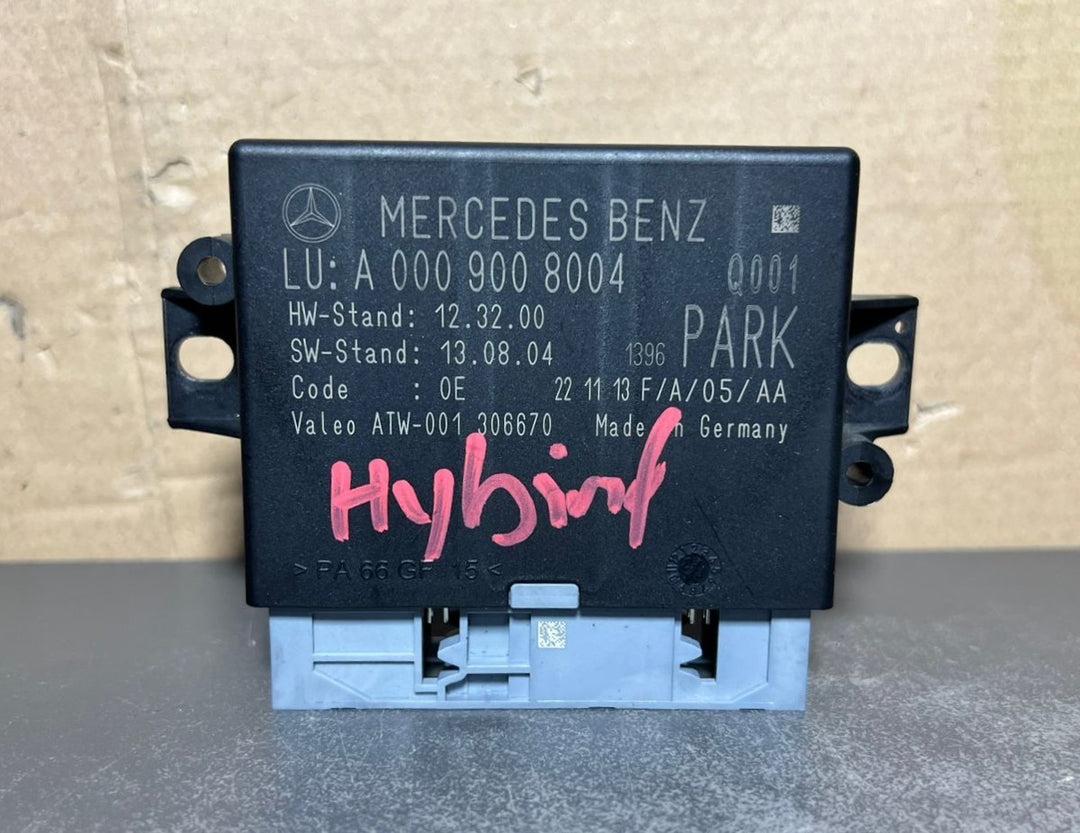 MERCEDES BENZ
LU: A 000 900 8004 Q001
HW-Stand: 12.32.00
SW-Stand: 13.08.04 1396 PARK
Code : 0E 22 11 13 F/A/05/AA
Valeo ATW-001 306670 Made in Germany
> PA 66 GF 15 <